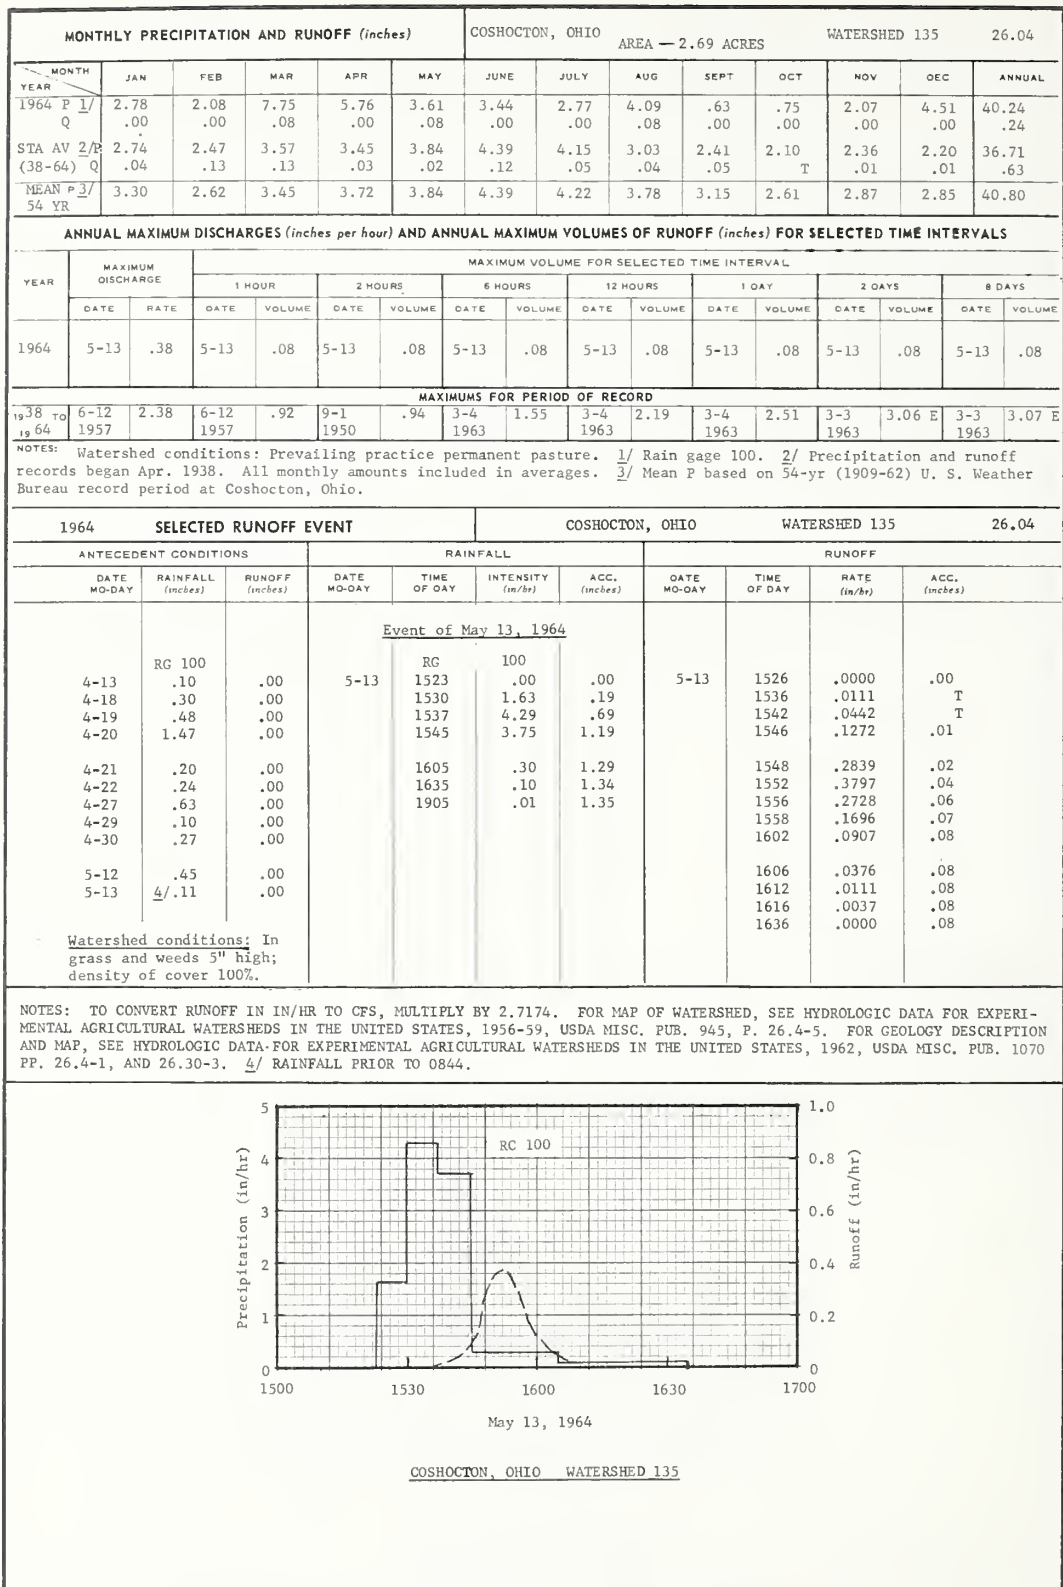 MONTHLY PRECIPITATION AND RUNOFF (inches) COSHOCTON, OHIO AREA — 2.69 ACRES WATERSHED 135 26.04
MONTH JAN FEB MAR APR MAY JUNE JULY AUG SEPT OCT NOV OEC ANNUAL
YEAR
1964 P 1/ 2.78 2.08 7.75 5.76 3.61 3.44 2.77 4.09 .63 .75 2.07 4.51 40.24
Q .00 .00 .08 .00 .08 .00 .00 .08 .00 .00 .00 .00 .24
STA AV 2/P 2.74 2.47 3.57 3.45 3.84 4.39 4.15 3.03 2.41 2.10 2.36 2.20 36.71
(38-64) Q .04 .13 .13 .03 .02 .12 .05 .04 .05 T .01 .01 .63
MEAN P 3/ 3.30 2.62 3.45 3.72 3.84 4.39 4.22 3.78 3.15 2.61 2.87 2.85 40.80
54 YR
ANNUAL MAXIMUM DISCHARGES (inches per hour) AND ANNUAL MAXIMUM VOLUMES OF RUNOFF (inches) FOR SELECTED TIME INTERVALS
YEAR MAXIMUM OISCHARGE MAXIMUM VOLUME FOR SELECTED TIME INTERVAL
1 HOUR 2 HOURS 6 HOURS 12 HOURS 1 OAY 2 OAYS 8 DAYS
OATE RATE OATE VOLUME DATE VOLUME OATE VOLUME DATE VOLUME DATE VOLUME OATE VOLUME OATE VOLUME
1964 5-13 .38 5-13 .08 5-13 .08 5-13 .08 5-13 .08 5-13 .08 5-13 .08 5-13 .08
MAXIMUMS FOR PERIOD OF RECORD
1938 TO 6-12 2.38 6-12 .92 9-1 .94 3-4 1.55 3-4 2.19 3-4 2.51 3-3 3.06 E 3-3 3.07 E
1964 1957 1957 1950 1963 1963 1963 1963 1963
NOTES: Watershed conditions: Prevailing practice permanent pasture. 1/ Rain gage 100. 2/ Precipitation and runoff
records began Apr. 1938. All monthly amounts included in averages. 3/ Mean P based on 54-yr (1909-62) U. S. Weather
Bureau record period at Coshocton, Ohio.
1964 SELECTED RUNOFF EVENT COSHOCTON, OHIO WATERSHED 135 26.04
ANTECEDENT CONDITIONS RAINFALL RUNOFF
DATE RAINFALL RUNOFF DATE TIME INTENSITY ACC. OATE TIME RATE ACC.
MO-DAY (inches) (inches) MO-OAY OF OAY (in/hr) (inches) MO-DAY OF DAY (in/hr) (inches)
Event of May 13, 1964
RG 100 RG 100
4-13 .10 .00 5-13 1523 .00 .00 5-13 1526 .0000 .00
4-18 .30 .00 1530 1.63 .19 1536 .0111 T
4-19 .48 .00 1537 4.29 .69 1542 .0442 T
4-20 1.47 .00 1545 3.75 1.19 1546 .1272 .01
4-21 .20 .00 1605 .30 1.29 1548 .2839 .02
4-22 .24 .00 1635 .10 1.34 1552 .3797 .04
4-27 .63 .00 1905 .01 1.35 1556 .2728 .06
4-29 .10 .00 1558 .1696 .07
4-30 .27 .00 1602 .0907 .08
5-12 .45 .00 1606 .0376 .08
5-13 4/.11 .00 1612 .0111 .08
1616 .0037 .08
1636 .0000 .08
Watershed conditions: In
grass and weeds 5" high;
density of cover 100%.
NOTES: TO CONVERT RUNOFF IN IN/HR TO CFS, MULTIPLY BY 2.7174. FOR MAP OF WATERSHED, SEE HYDROLOGIC DATA FOR EXPERI-
MENTAL AGRICULTURAL WATERSHEDS IN THE UNITED STATES, 1956-59, USDA MISC. PUB. 945, P. 26.4-5. FOR GEOLOGY DESCRIPTION
AND MAP, SEE HYDROLOGIC DATA FOR EXPERIMENTAL AGRICULTURAL WATERSHEDS IN THE UNITED STATES, 1962, USDA MISC. PUB. 1070
PP. 26.4-1, AND 26.30-3. 4/ RAINFALL PRIOR TO 0844.
5 1.0
RC 100
4 0.8
3 0.6
2 0.4
1 0.2
0 0
Precipitation (in/hr)
Runoff (in/hr)
1500 1530 1600 1630 1700
May 13, 1964
COSHOCTON, OHIO WATERSHED 135